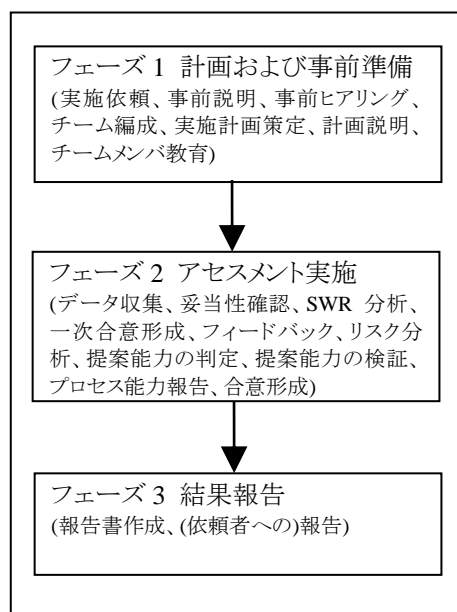 フェーズ 1 計画および事前準備
(実施依頼、事前説明、事前ヒアリング、
チーム編成、実施計画策定、計画説明、
チームメンバ教育)
フェーズ 2 アセスメント実施
(データ収集、妥当性確認、SWR 分析、
一次合意形成、フィードバック、リスク分
析、提案能力の判定、提案能力の検証、
プロセス能力報告、合意形成)
フェーズ 3 結果報告
(報告書作成、(依頼者への)報告)